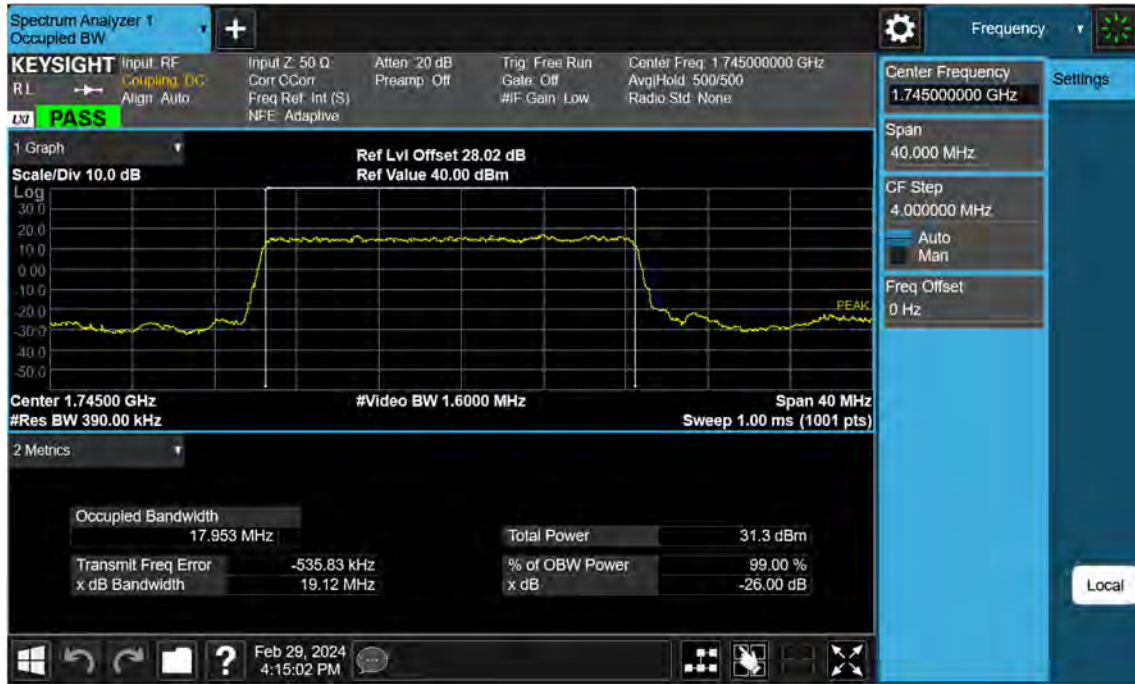 Spectrum Analyzer 1
Occupied BW
+
Frequency
KEYSIGHT
RL
PASS
Input: RF
Coupling: DC
Align: Auto
Input Z: 50 Ω
Corr CCorr
Freq Ref: Int (S)
NFE: Adaptive
Atten: 20 dB
Preamp: Off
Trig: Free Run
Gate: Off
#IF Gain: Low
Center Freq: 1.745000000 GHz
Avg|Hold: 500/500
Radio Std: None
Center Frequency
1.745000000 GHz
Settings
Span
40.000 MHz
CF Step
4.000000 MHz
Auto
Man
Freq Offset
0 Hz
1 Graph
Scale/Div 10.0 dB
Ref Lvl Offset 28.02 dB
Ref Value 40.00 dBm
Log
30.0
20.0
10.0
0.00
-10.0
-20.0
-30.0
-40.0
-50.0
PEAK
Center 1.74500 GHz
#Video BW 1.6000 MHz
Span 40 MHz
#Res BW 390.00 kHz
Sweep 1.00 ms (1001 pts)
2 Metrics
Occupied Bandwidth
17.953 MHz
Total Power 31.3 dBm
Transmit Freq Error -535.83 kHz
% of OBW Power 99.00 %
x dB Bandwidth 19.12 MHz
x dB -26.00 dB
Local
?
Feb 29, 2024
4:15:02 PM